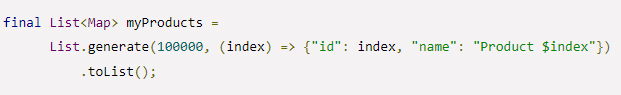 final List<Map> myProducts =
List.generate(100000, (index) => {"id": index, "name": "Product $index"})
.toList();